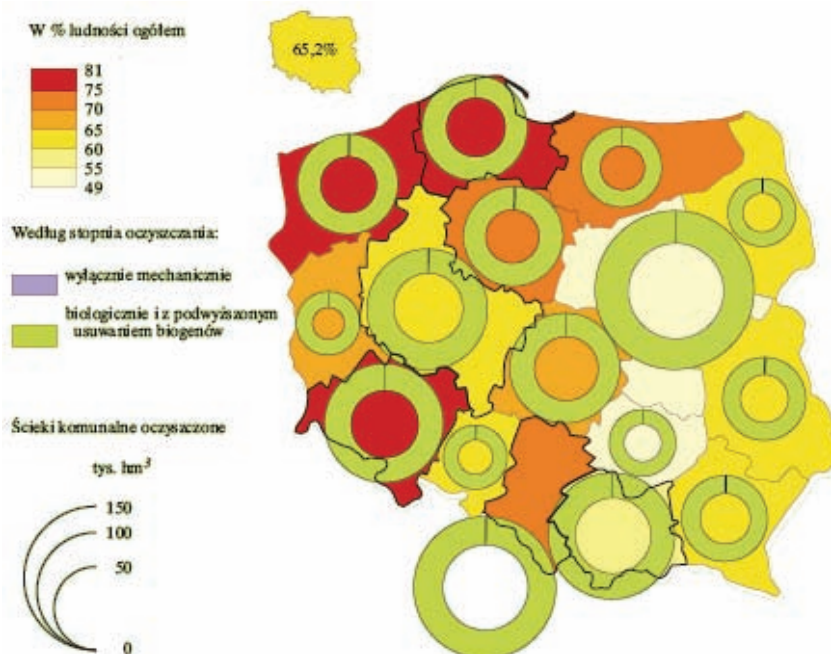 W % ludności ogółem
65,2%
81
75
70
65
60
55
49
Według stopnia oczyszczania:
wyłącznie mechanicznie
biologicznie i z podwyższonym
usuwaniem biogenów
Ścieki komunalne oczyszczone
tys. hm³
150
100
50
0